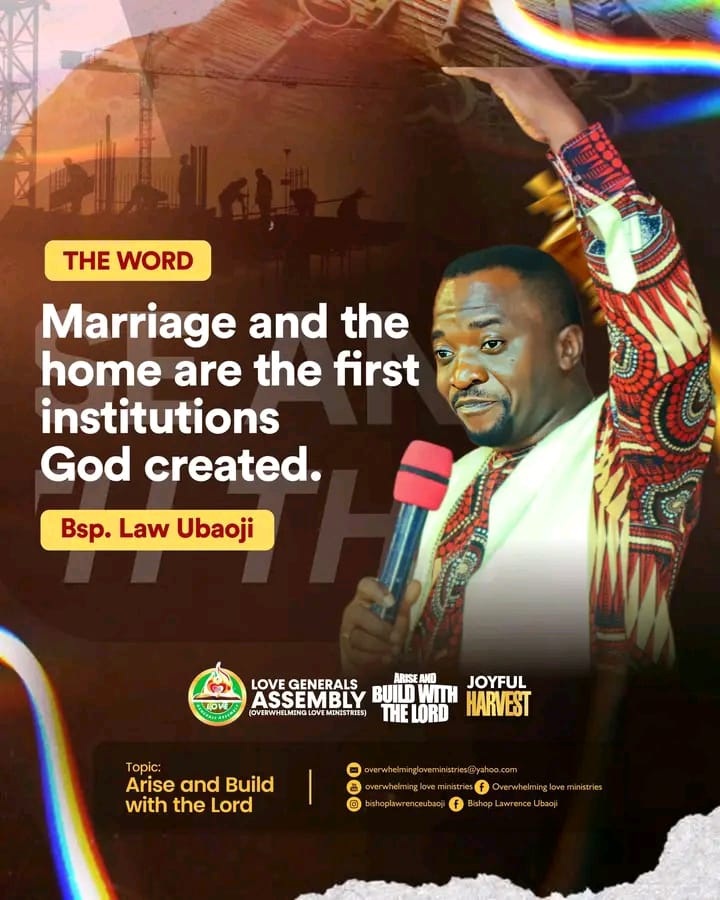 THE WORD
Marriage and the
home are the first
institutions
God created.
Bsp. Law Ubaoji
LOVE GENERALS
ASSEMBLY
(OVERWHELMING LOVE MINISTRIES)
LOVE
ARISE AND
BUILD WITH
THE LORD
JOYFUL
HARVEST
Topic:
Arise and Build
with the Lord
overwhelmingloveministries@yahoo.com
overwhelming love ministries Overwhelming love ministries
bishoplawrenceubaoji Bishop Lawrence Ubaoji